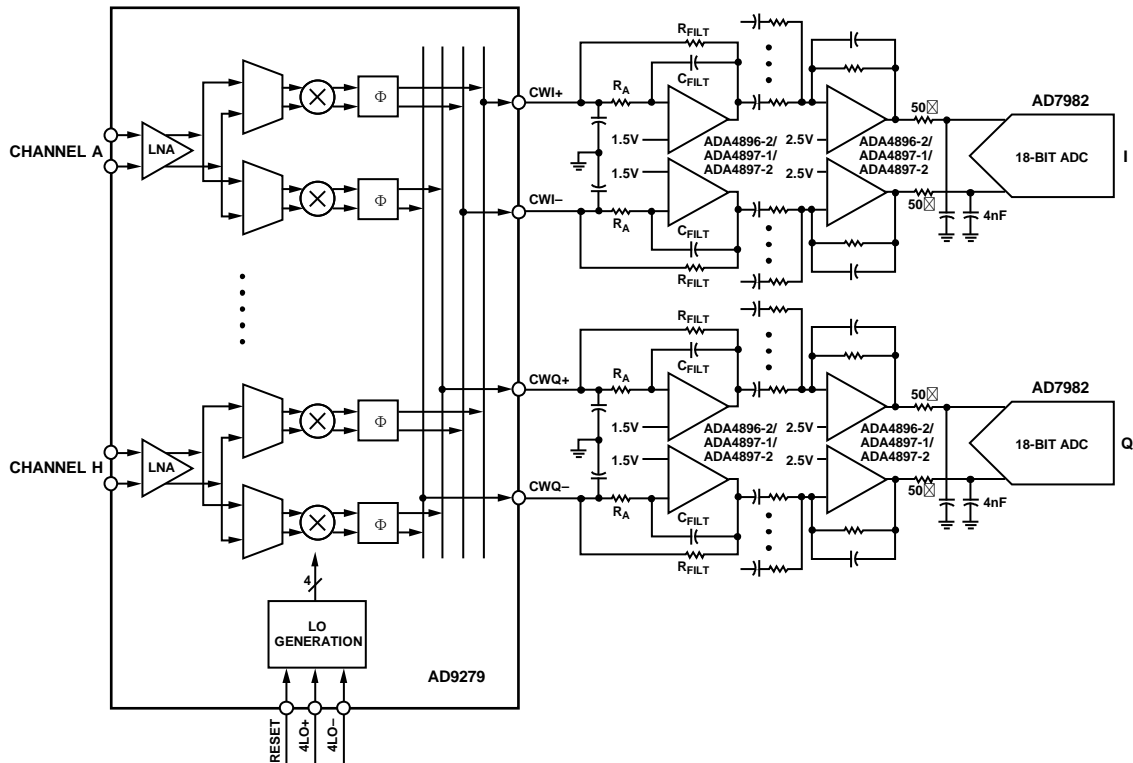 CHANNEL A
LNA
Φ
Φ
CHANNEL H
LNA
Φ
Φ
4
LO
GENERATION
AD9279
RESET
4LO+
4LO–
CWI+
RA
RFILT
CFILT
1.5V
ADA4896-2/
ADA4897-1/
ADA4897-2
2.5V
ADA4896-2/
ADA4897-1/
ADA4897-2
50
AD7982
18-BIT ADC
I
1.5V
2.5V
CWI–
RA
CFILT
RFILT
50
4nF
CWQ+
RA
RFILT
CFILT
1.5V
ADA4896-2/
ADA4897-1/
ADA4897-2
2.5V
ADA4896-2/
ADA4897-1/
ADA4897-2
50
AD7982
18-BIT ADC
Q
1.5V
2.5V
CWQ–
RA
CFILT
RFILT
50
4nF